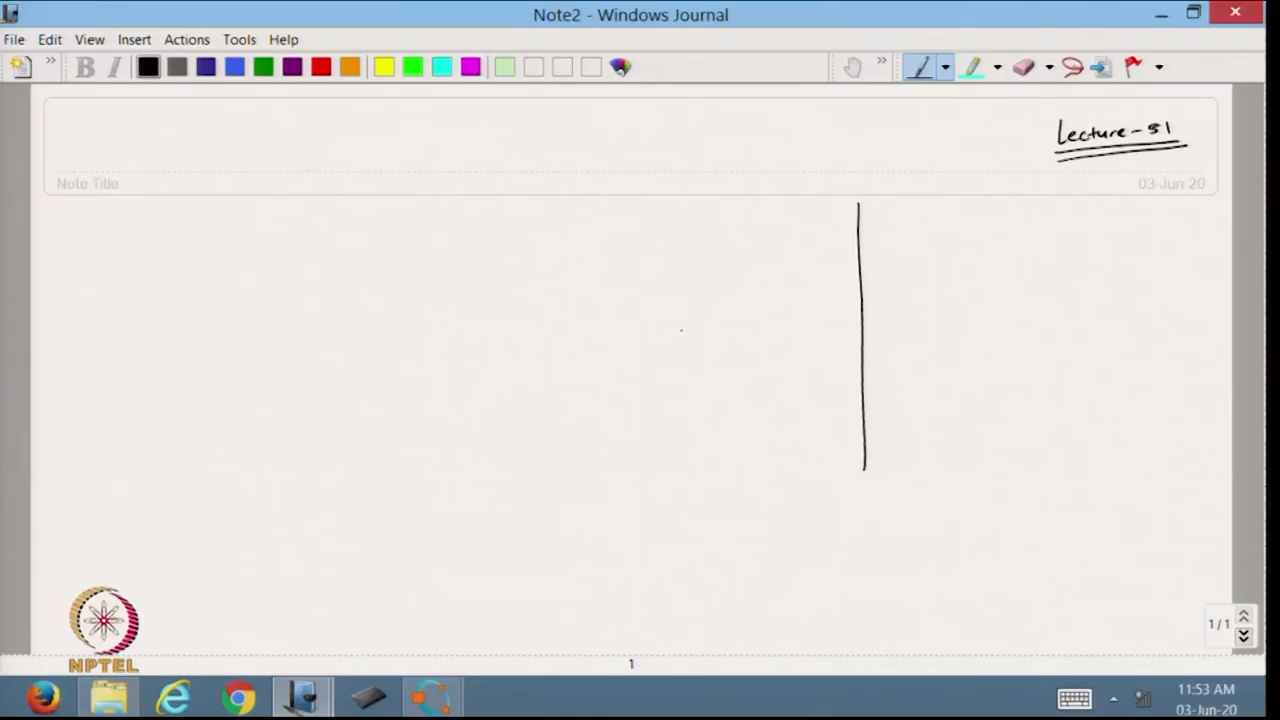 Note2 - Windows Journal
File Edit View Insert Actions Tools Help
B I
Lecture-51
Note Title
03-Jun-20
1/1
NPTEL
1
11:53 AM
03-Jun-20